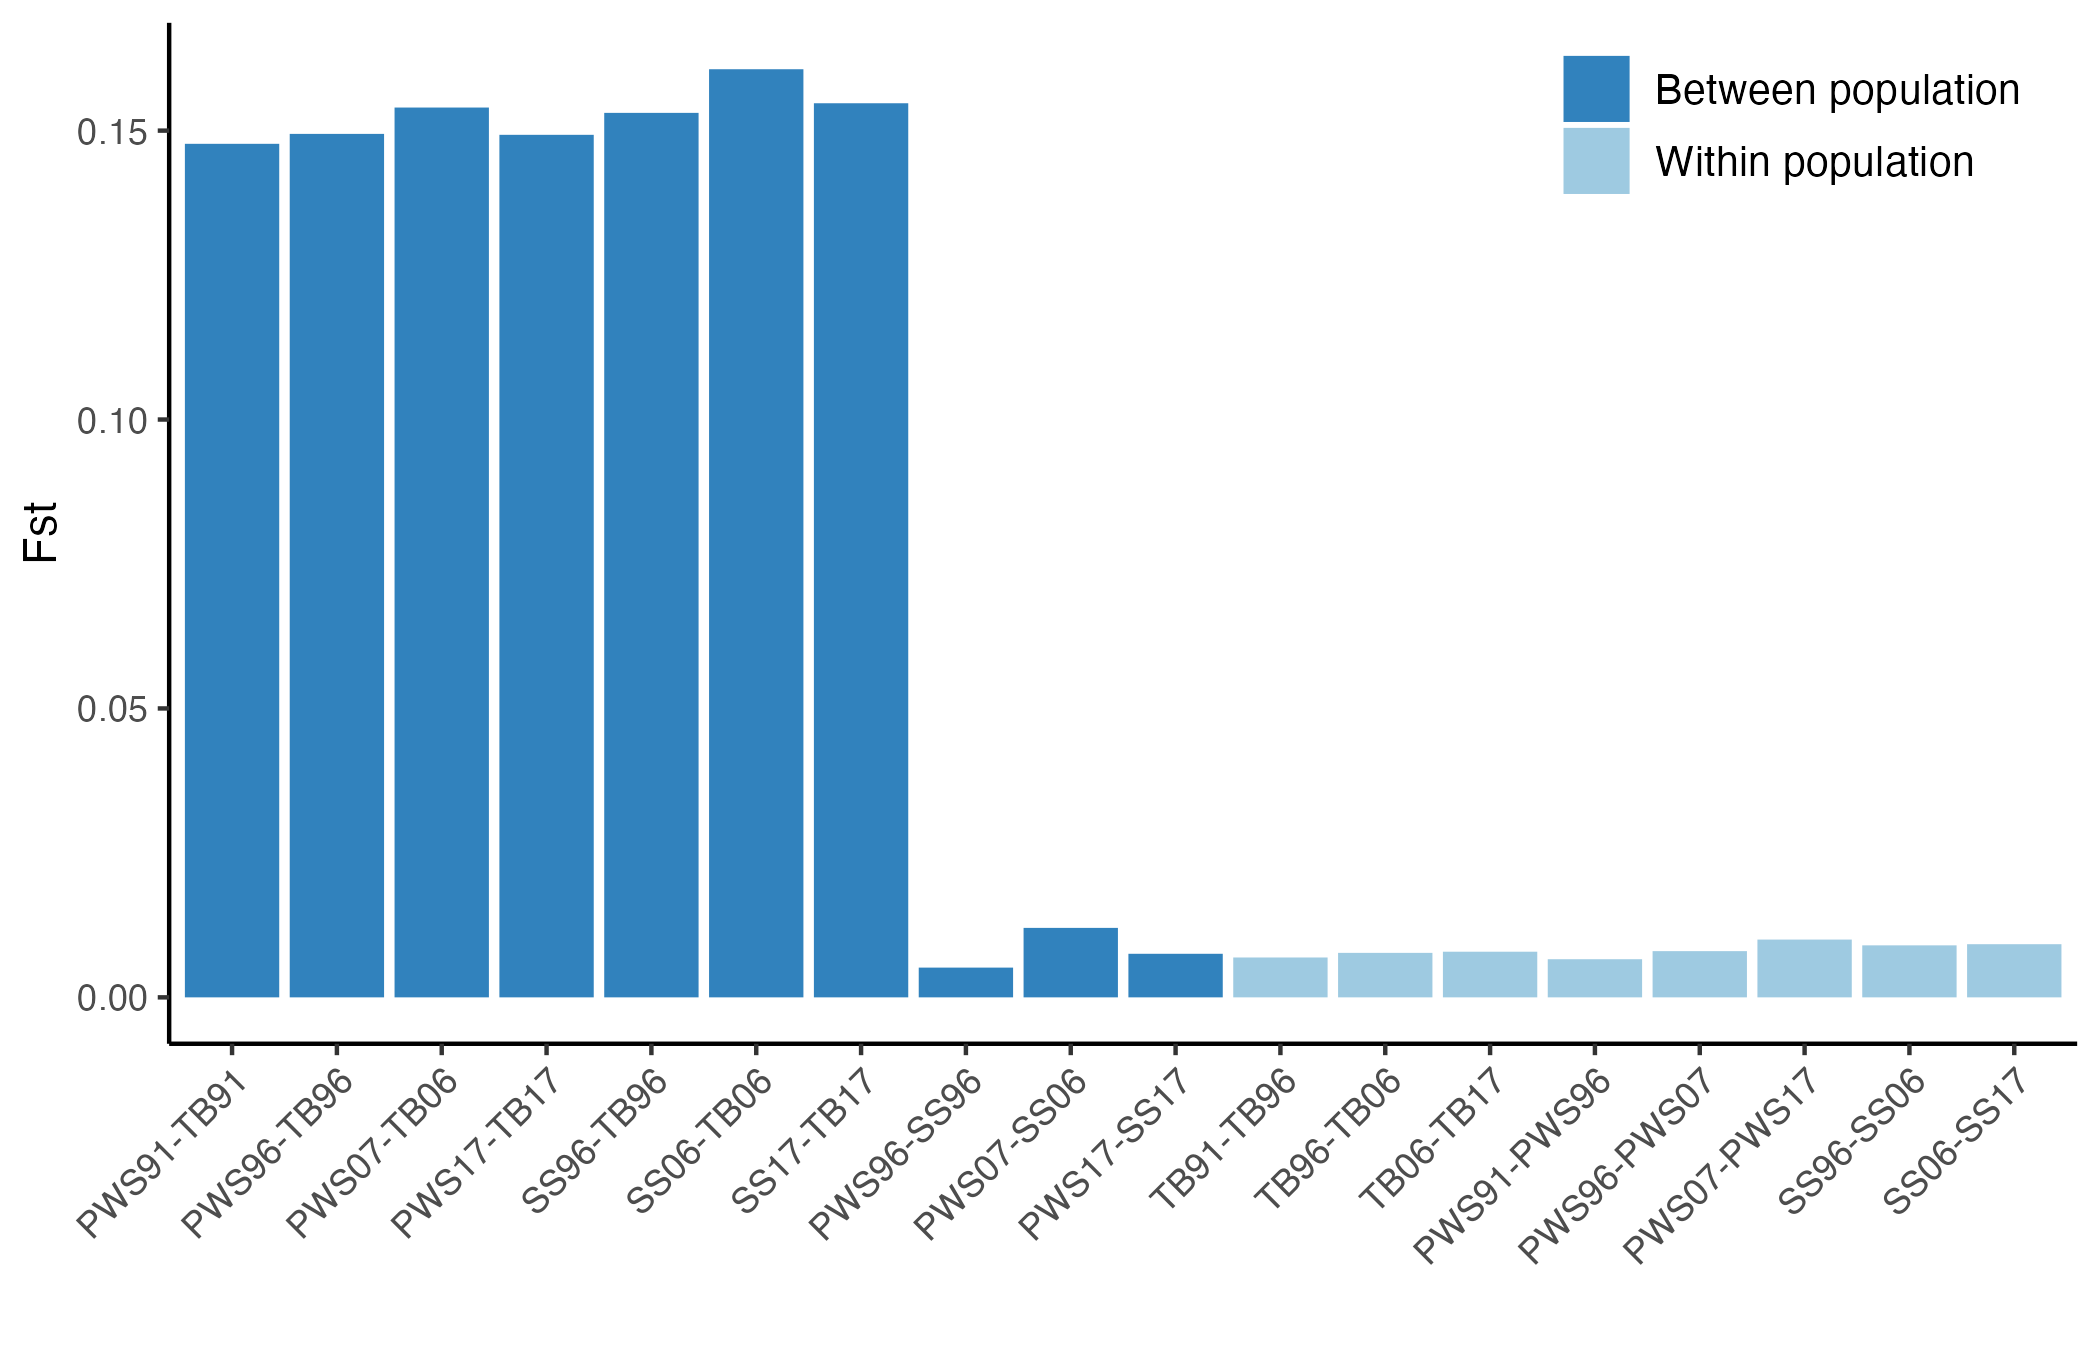 Between population
Within population
Fst
0.15
0.10
0.05
0.00
PWS91-TB91
PWS96-TB96
PWS07-TB06
PWS17-TB17
SS96-TB96
SS06-TB06
SS17-TB17
PWS96-SS96
PWS07-SS06
PWS17-SS17
TB91-TB96
TB96-TB06
TB06-TB17
PWS91-PWS96
PWS96-PWS07
PWS07-PWS17
SS96-SS06
SS06-SS17